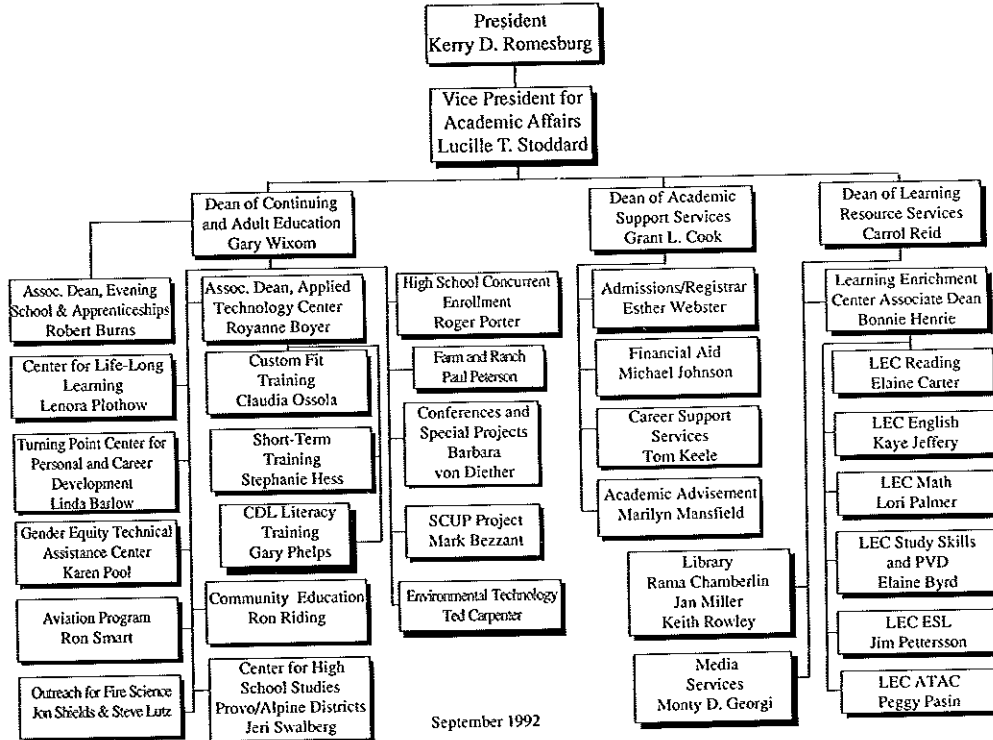 President
Kerry D. Romesburg
Vice President for
Academic Affairs
Lucille T. Stoddard
Dean of Continuing
and Adult Education
Gary Wixom
Dean of Academic
Support Services
Grant L. Cook
Dean of Learning
Resource Services
Carrol Reid
Assoc. Dean, Evening
School & Apprenticeships
Robert Burns
Center for Life-Long
Learning
Lenora Plothow
Turning Point Center for
Personal and Career
Development
Linda Barlow
Gender Equity Technical
Assistance Center
Karen Pool
Aviation Program
Ron Smart
Outreach for Fire Science
Jon Shields & Steve Lutz
Assoc. Dean, Applied
Technology Center
Royanne Boyer
Custom Fit
Training
Claudia Ossola
Short-Term
Training
Stephanie Hess
CDL Literacy
Training
Gary Phelps
Community Education
Ron Riding
Center for High
School Studies
Provo/Alpine Districts
Jeri Swalberg
High School Concurrent
Enrollment
Roger Porter
Farm and Ranch
Paul Peterson
Conferences and
Special Projects
Barbara
von Diether
SCUP Project
Mark Bezzant
Environmental Technology
Ted Carpenter
Admissions/Registrar
Esther Webster
Financial Aid
Michael Johnson
Career Support
Services
Tom Keele
Academic Advisement
Marilyn Mansfield
Library
Rama Chamberlin
Jan Miller
Keith Rowley
Media
Services
Monty D. Georgi
Learning Enrichment
Center Associate Dean
Bonnie Henrie
LEC Reading
Elaine Carter
LEC English
Kaye Jeffery
LEC Math
Lori Palmer
LEC Study Skills
and PVD
Elaine Byrd
LEC ESL
Jim Pettersson
LEC ATAC
Peggy Pasin
September 1992